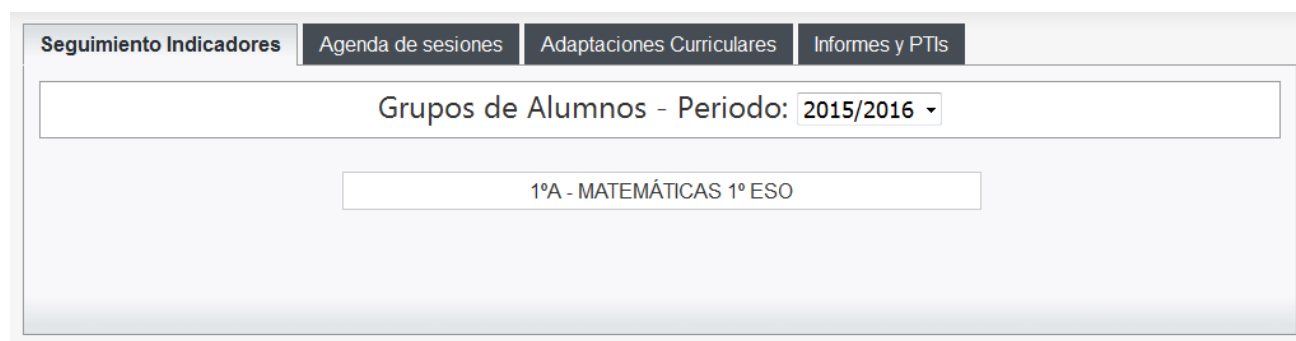 Seguimiento Indicadores Agenda de sesiones Adaptaciones Curriculares Informes y PTIs
Grupos de Alumnos - Periodo: 2015/2016
1ºA - MATEMÁTICAS 1º ESO